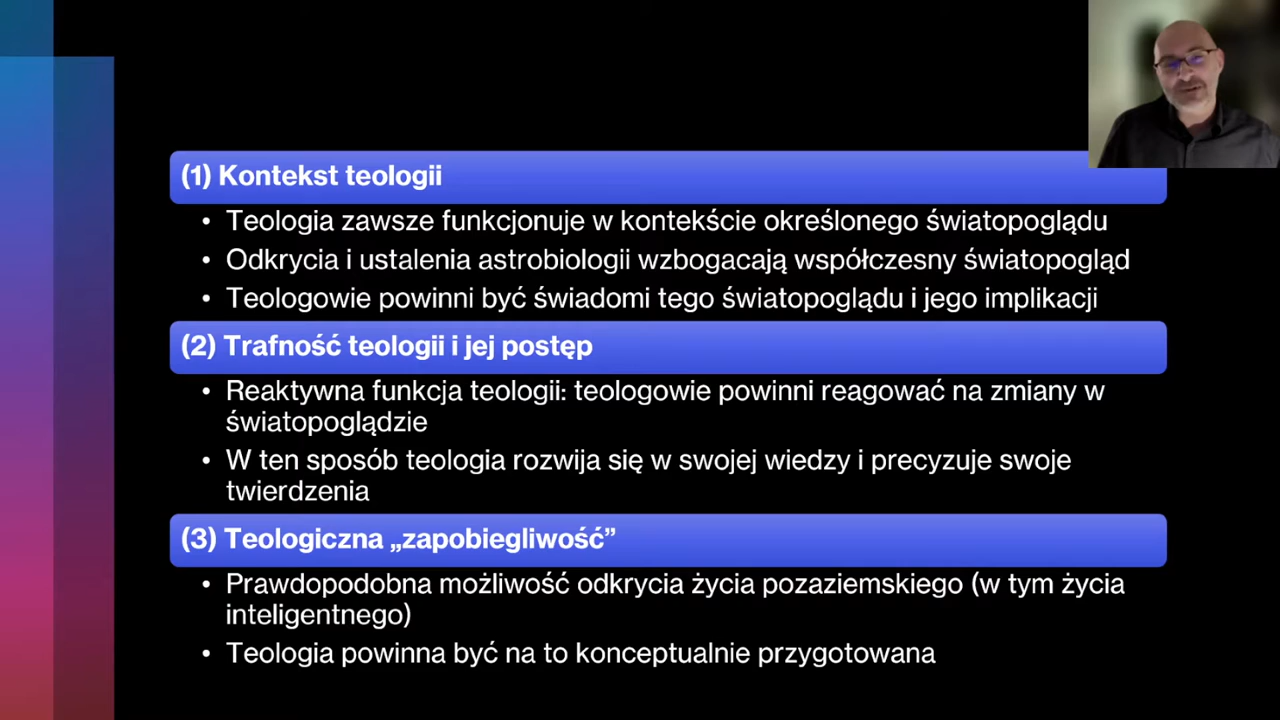 (1) Kontekst teologii
• Teologia zawsze funkcjonuje w kontekście określonego światopoglądu
• Odkrycia i ustalenia astrobiologii wzbogacają współczesny światopogląd
• Teologowie powinni być świadomi tego światopoglądu i jego implikacji
(2) Trafność teologii i jej postęp
• Reaktywna funkcja teologii: teologowie powinni reagować na zmiany w
światopoglądzie
• W ten sposób teologia rozwija się w swojej wiedzy i precyzuje swoje
twierdzenia
(3) Teologiczna „zapobiegliwość”
• Prawdopodobna możliwość odkrycia życia pozaziemskiego (w tym życia
inteligentnego)
• Teologia powinna być na to konceptualnie przygotowana